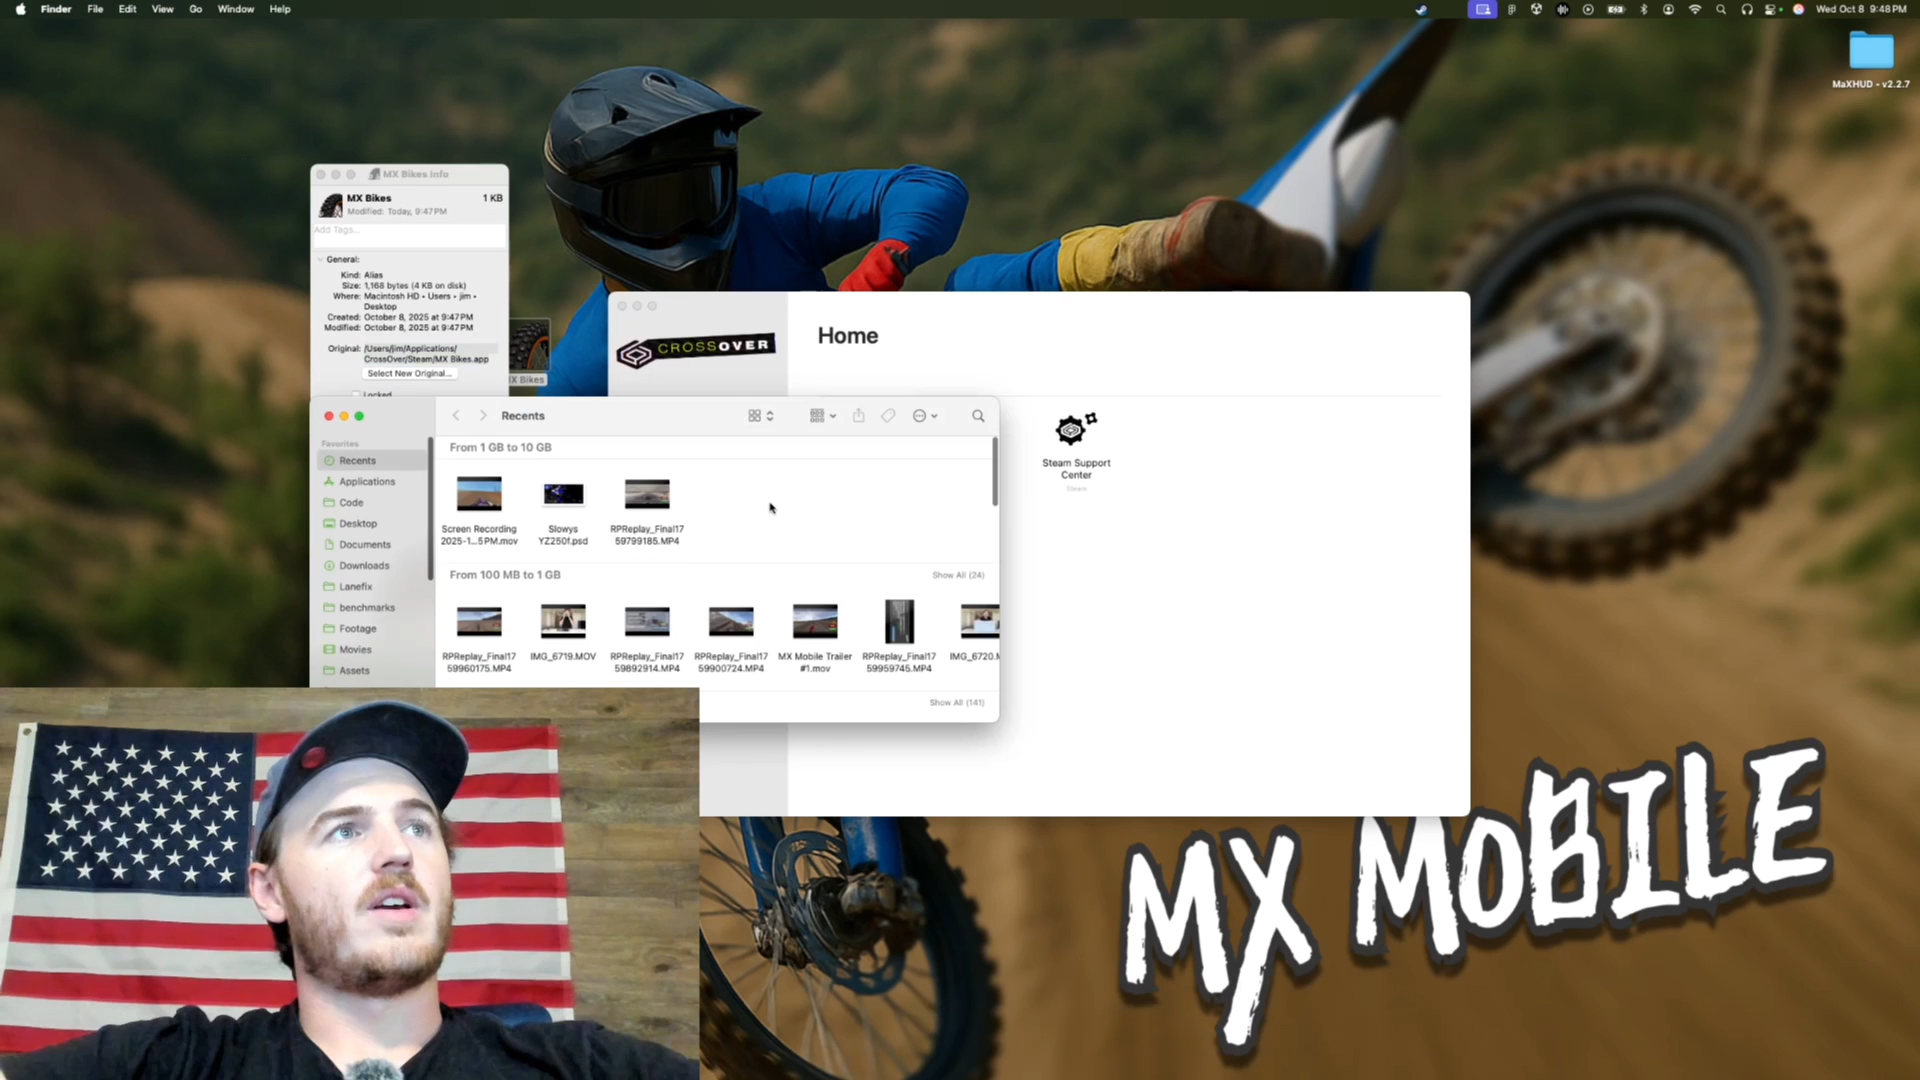 Finder File Edit View Go Window Help
Wed Oct 8 9:48 PM
MaXHUD - v2.2.7
MX Bikes Info
MX Bikes 1 KB
Modified: Today, 9:47 PM
Add Tags...
General:
Kind: Alias
Size: 1,168 bytes (4 KB on disk)
Where: Macintosh HD • Users • jim •
Desktop
Created: October 8, 2025 at 9:47 PM
Modified: October 8, 2025 at 9:47 PM
Original: /Users/jim/Applications/
CrossOver/Steam/MX Bikes.app
Select New Original...
Locked
MX Bikes
CROSSOVER
Home
Steam Support
Center
Steam
Recents
Favorites
Recents
Applications
Code
Desktop
Documents
Downloads
Lanefix
benchmarks
Footage
Movies
Assets
From 1 GB to 10 GB
Screen Recording
2025-1...5 PM.mov
Slowys
YZ250f.psd
RPReplay_Final17
59799185.MP4
From 100 MB to 1 GB
Show All (24)
RPReplay_Final17
59960175.MP4
IMG_6719.MOV
RPReplay_Final17
59892914.MP4
RPReplay_Final17
59900724.MP4
MX Mobile Trailer
#1.mov
RPReplay_Final17
59959745.MP4
IMG_6720.M
Show All (141)
MX MOBILE